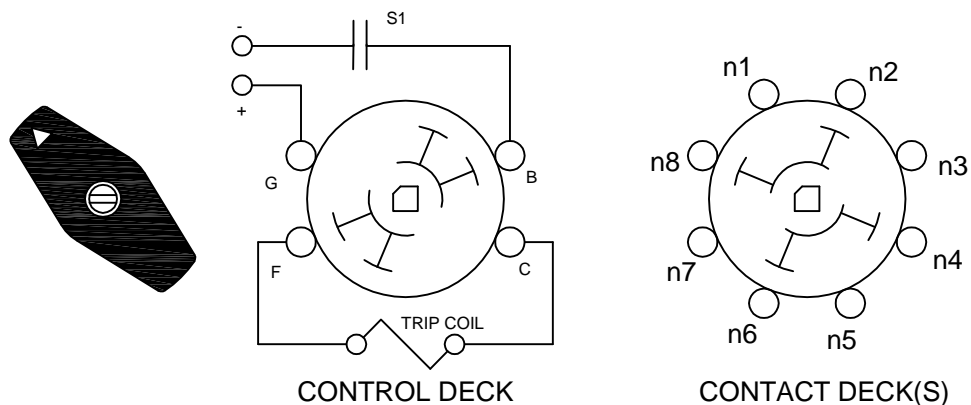 -
S1
+
G
B
F
C
TRIP COIL
CONTROL DECK
n1
n2
n8
n3
n7
n4
n6
n5
CONTACT DECK(S)